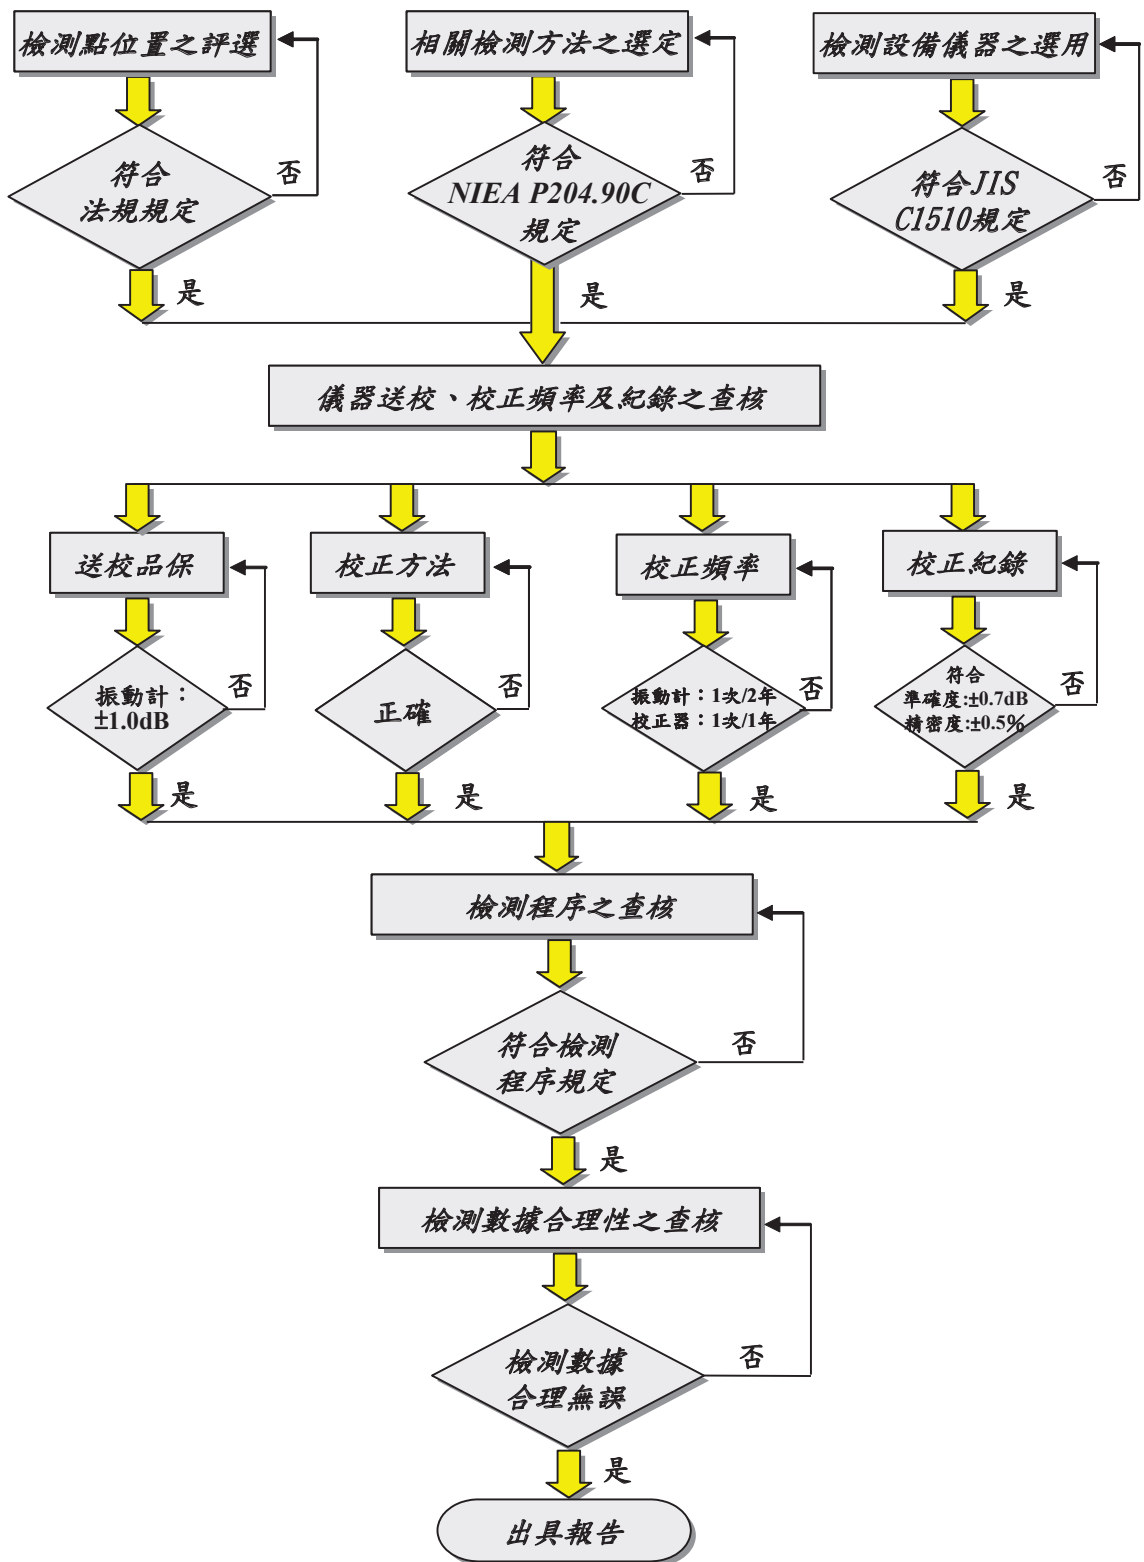 檢測點位置之評選
相關檢測方法之選定
檢測設備儀器之選用
符合
法規規定
否
符合
NIEA P204.90C
規定
否
符合JIS
C1510規定
否
是
是
是
儀器送校、校正頻率及紀錄之查核
送校品保
校正方法
校正頻率
校正紀錄
振動計：
±1.0dB
否
正確
否
振動計：1次/2年
校正器：1次/1年
否
符合
準確度:±0.7dB
精密度:±0.5%
否
是
是
是
是
檢測程序之查核
符合檢測
程序規定
否
是
檢測數據合理性之查核
檢測數據
合理無誤
否
是
出具報告